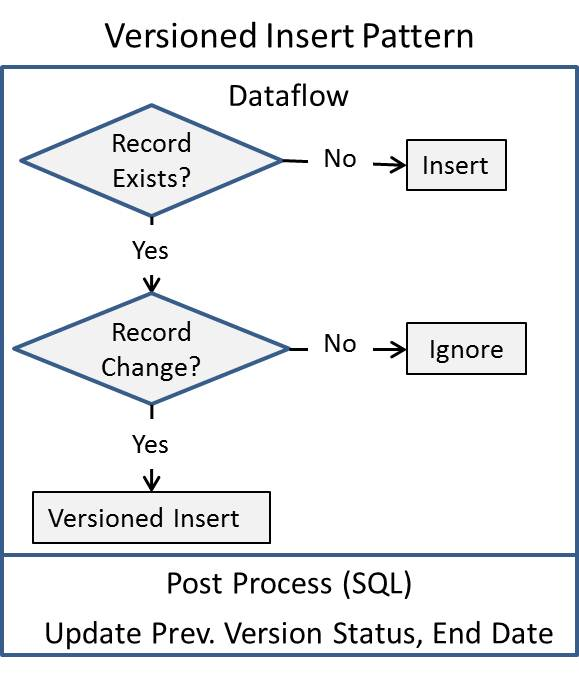 Versioned Insert Pattern
Dataflow
Record
Exists?
No
Insert
Yes
Record
Change?
No
Ignore
Yes
Versioned Insert
Post Process (SQL)
Update Prev. Version Status, End Date